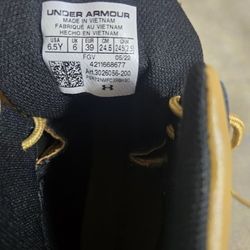 UNDER ARMOUR
MADE IN VIETNAM
FABRIQUÉ AU VIETNAM
HECHO EN VIETNAM
USA UK EUR CM CHN
6.5Y 6 39 24.5 245(2.5)
FGV 05/22
4211668677
Art.3026056-200